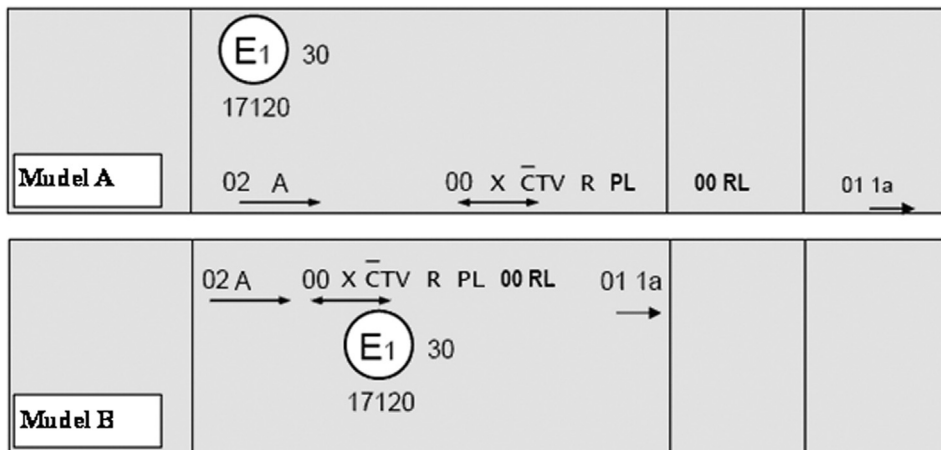 E1 30
17120
Mudel A
02 A 00 X C̅TV R PL 00 RL 01 1a
02 A 00 X C̅TV R PL 00 RL 01 1a
E1 30
17120
Mudel B